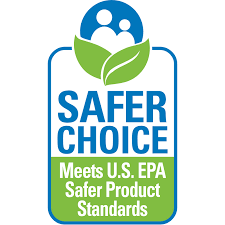 SAFER
CHOICE
Meets U.S. EPA
Safer Product
Standards